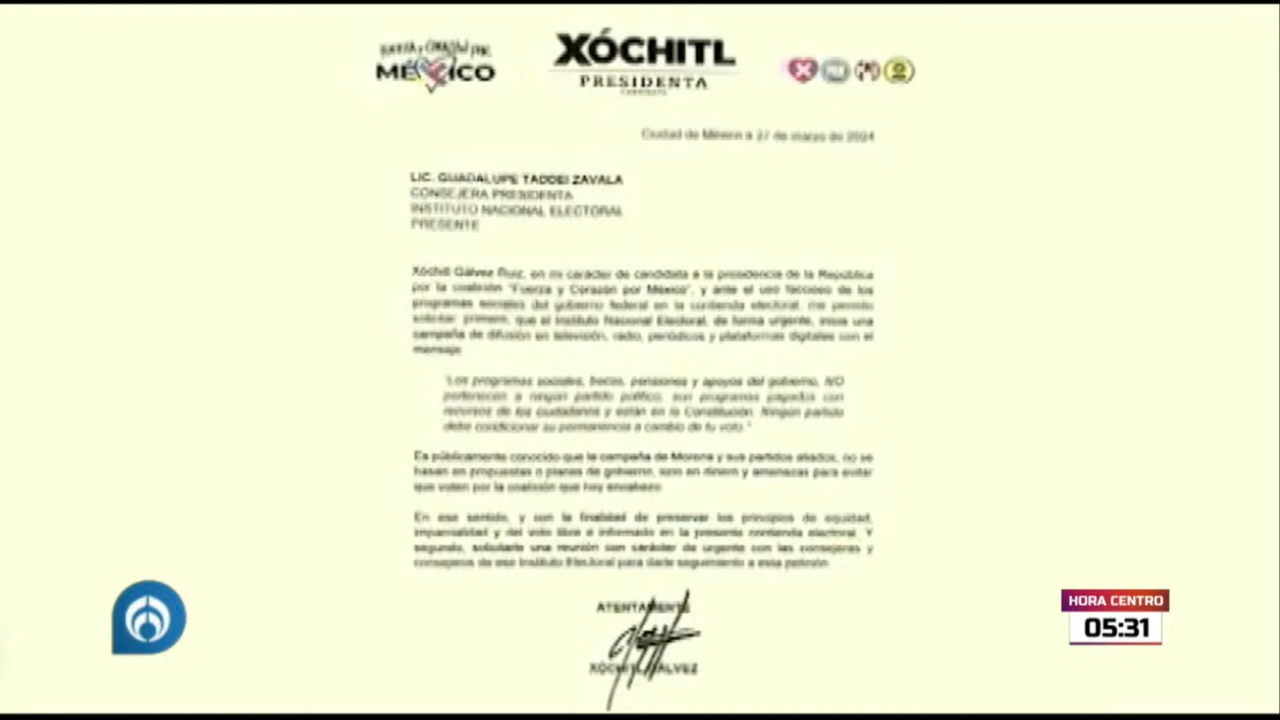 FUERZA Y CORAZÓN POR
MÉXICO
XÓCHITL
PRESIDENTA
CANDIDATA
Ciudad de México a 27 de marzo de 2024
LIC. GUADALUPE TADDEI ZAVALA
CONSEJERA PRESIDENTA
INSTITUTO NACIONAL ELECTORAL
PRESENTE
Xóchitl Gálvez Ruiz, en mi carácter de candidata a la presidencia de la República
por la coalición "Fuerza y Corazón por México", y ante el uso faccioso de los
programas sociales del gobierno federal en la contienda electoral, me permito
solicitar: primero, que el Instituto Nacional Electoral, de forma urgente, inicie una
campaña de difusión en televisión, radio, periódicos y plataformas digitales con el
mensaje
"Los programas sociales, becas, pensiones y apoyos del gobierno, NO
pertenecen a ningún partido político, son programas pagados con
recursos de los ciudadanos y están en la Constitución. Ningún partido
debe condicionar su permanencia a cambio de tu voto."
Es públicamente conocido que la campaña de Morena y sus partidos aliados, no se
basan en propuestas o planes de gobierno, sino en dinero y amenazas para evitar
que voten por la coalición que hoy encabezo
En ese sentido, y con la finalidad de preservar los principios de equidad,
imparcialidad y del voto libre e informado en la presente contienda electoral. Y
segundo, solicitarle una reunión con carácter de urgente con las consejeras y
consejeros de ese Instituto Electoral para darle seguimiento a esta petición
ATENTAMENTE
XÓCHITL GÁLVEZ
HORA CENTRO
05:31